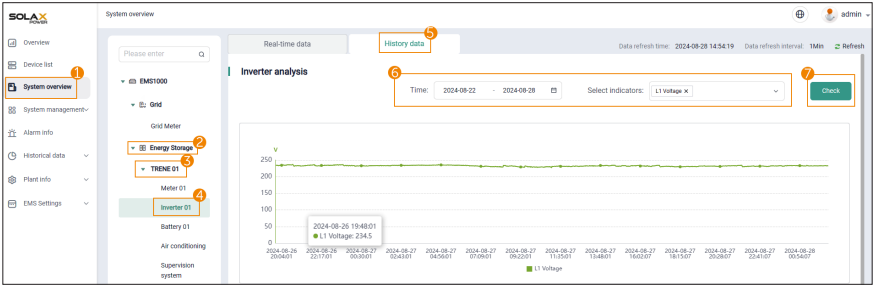 SOLAX
POWER
System overview
admin
Overview
Device list
1
System overview
System management
Alarm info
Historical data
Plant info
EMS Settings
Please enter
EMS1000
Grid
Grid Meter
2
Energy Storage
3
TRENE 01
Meter 01
4
Inverter 01
Battery 01
Air conditioning
Supervision
system
Real-time data
5
History data
Data refresh time: 2024-08-28 14:54:19 Data refresh interval: 1Min Refresh
Inverter analysis
6
Time: 2024-08-22 - 2024-08-28 Select indicators: L1 Voltage ×
7
Check
V
250
200
150
100
50
0
2024-08-26 19:48:01
L1 Voltage: 234.5
2024-08-26 2024-08-26 2024-08-27 2024-08-27 2024-08-27 2024-08-27 2024-08-27 2024-08-27 2024-08-27 2024-08-27 2024-08-27 2024-08-27 2024-08-28
20:04:01 22:17:01 00:30:01 02:43:01 04:56:01 07:09:01 09:22:01 11:35:01 13:48:01 16:02:07 18:15:07 20:28:07 22:41:07 00:54:07
L1 Voltage